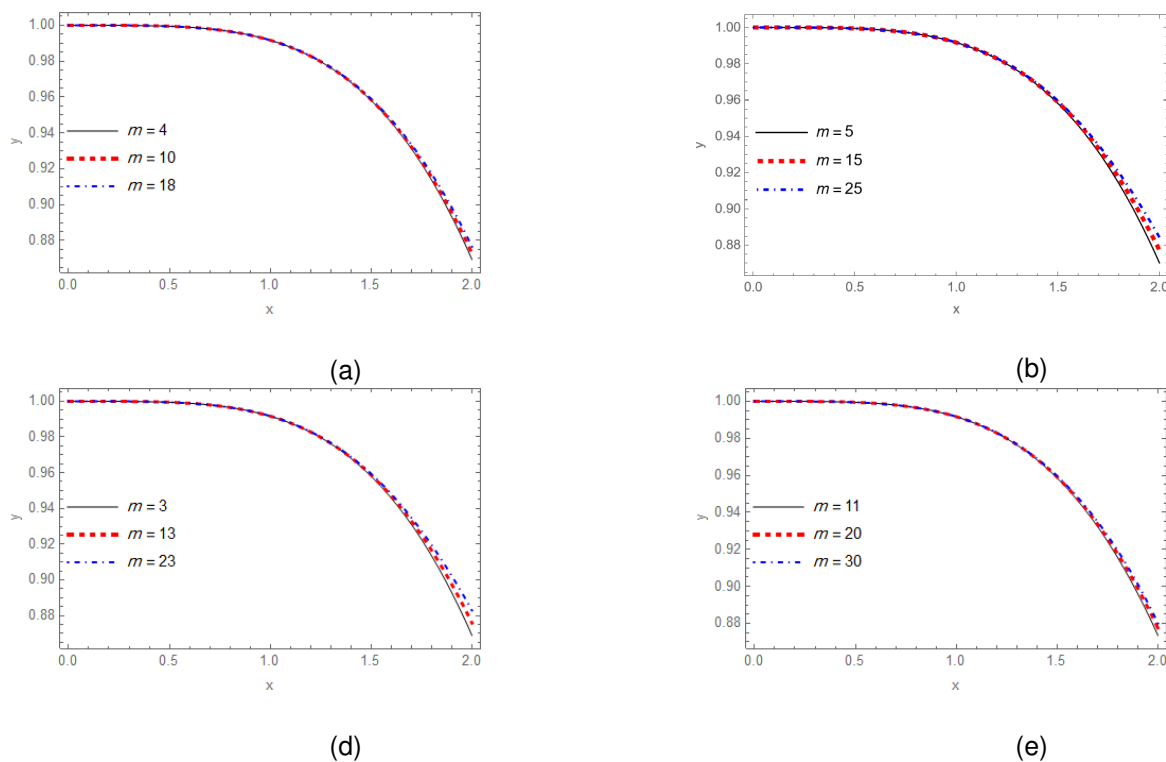 1.00
0.98
0.96
0.94
0.92
0.90
0.88
y
m = 4
m = 10
m = 18
0.0 0.5 1.0 1.5 2.0
x
(a)
1.00
0.98
0.96
0.94
0.92
0.90
0.88
y
m = 5
m = 15
m = 25
0.0 0.5 1.0 1.5 2.0
x
(b)
1.00
0.98
0.96
0.94
0.92
0.90
0.88
y
m = 3
m = 13
m = 23
0.0 0.5 1.0 1.5 2.0
x
(d)
1.00
0.98
0.96
0.94
0.92
0.90
0.88
y
m = 11
m = 20
m = 30
0.0 0.5 1.0 1.5 2.0
x
(e)